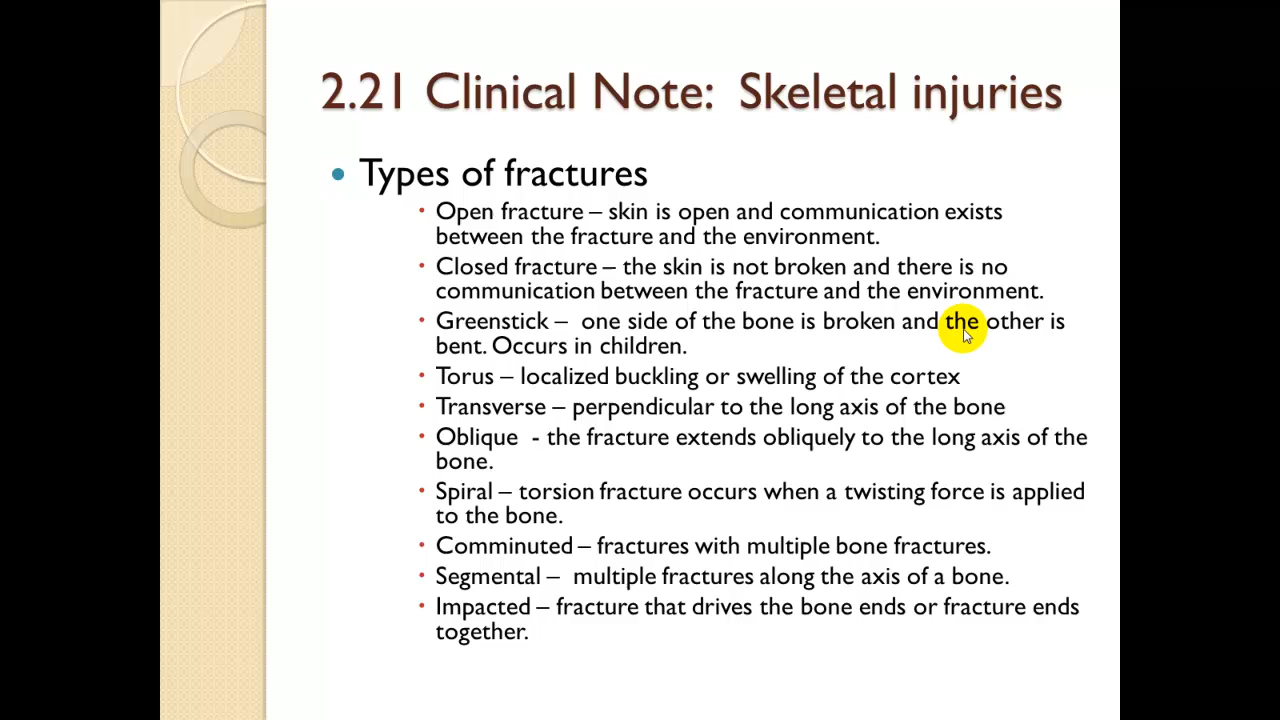 2.21 Clinical Note:  Skeletal injuries
• Types of fractures
• Open fracture – skin is open and communication exists
between the fracture and the environment.
• Closed fracture – the skin is not broken and there is no
communication between the fracture and the environment.
• Greenstick –  one side of the bone is broken and the other is
bent. Occurs in children.
• Torus – localized buckling or swelling of the cortex
• Transverse – perpendicular to the long axis of the bone
• Oblique  - the fracture extends obliquely to the long axis of the
bone.
• Spiral – torsion fracture occurs when a twisting force is applied
to the bone.
• Comminuted – fractures with multiple bone fractures.
• Segmental –  multiple fractures along the axis of a bone.
• Impacted – fracture that drives the bone ends or fracture ends
together.